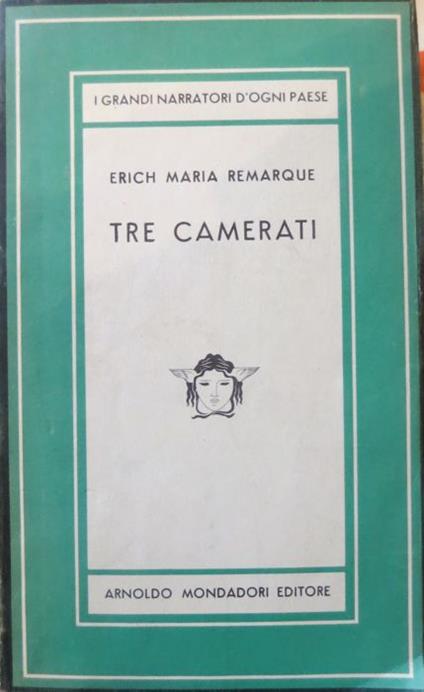 I GRANDI NARRATORI D'OGNI PAESE
ERICH MARIA REMARQUE
TRE CAMERATI
ARNOLDO MONDADORI EDITORE